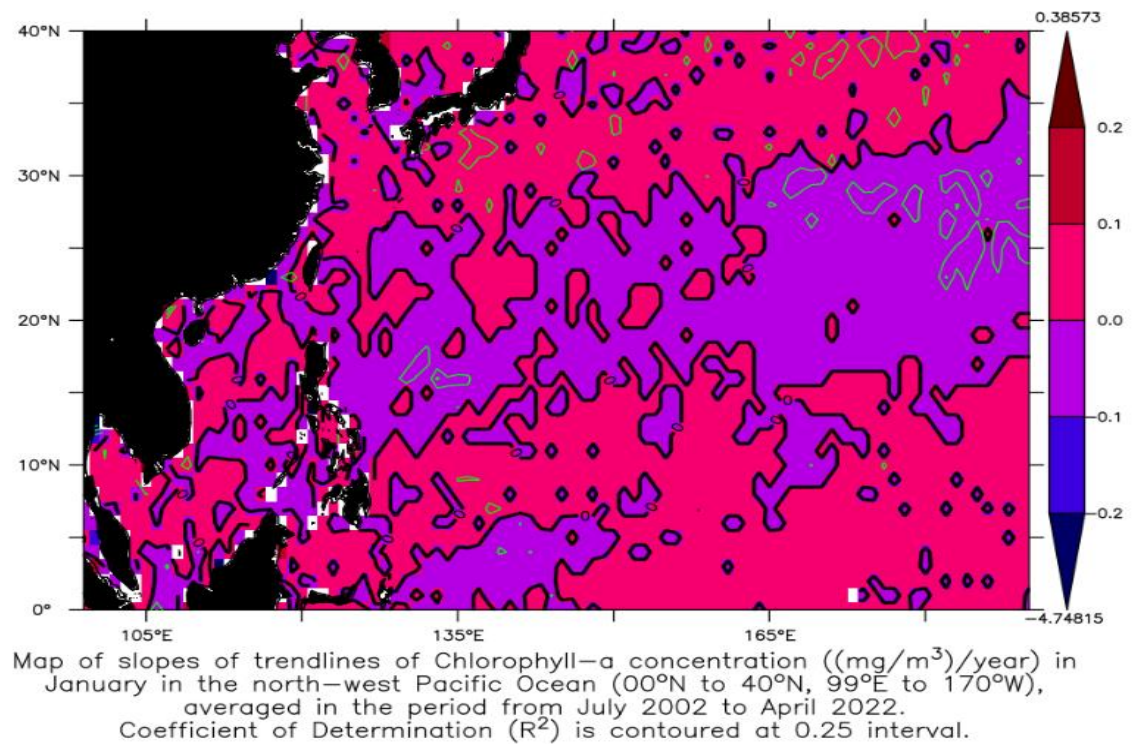 0.38573
40°N
30°N
20°N
10°N
0°
0.2
0.1
0.0
-0.1
-0.2
-4.74815
105°E
135°E
165°E
Map of slopes of trendlines of Chlorophyll-a concentration ((mg/m³)/year) in
January in the north-west Pacific Ocean (00°N to 40°N, 99°E to 170°W),
averaged in the period from July 2002 to April 2022.
Coefficient of Determination (R²) is contoured at 0.25 interval.